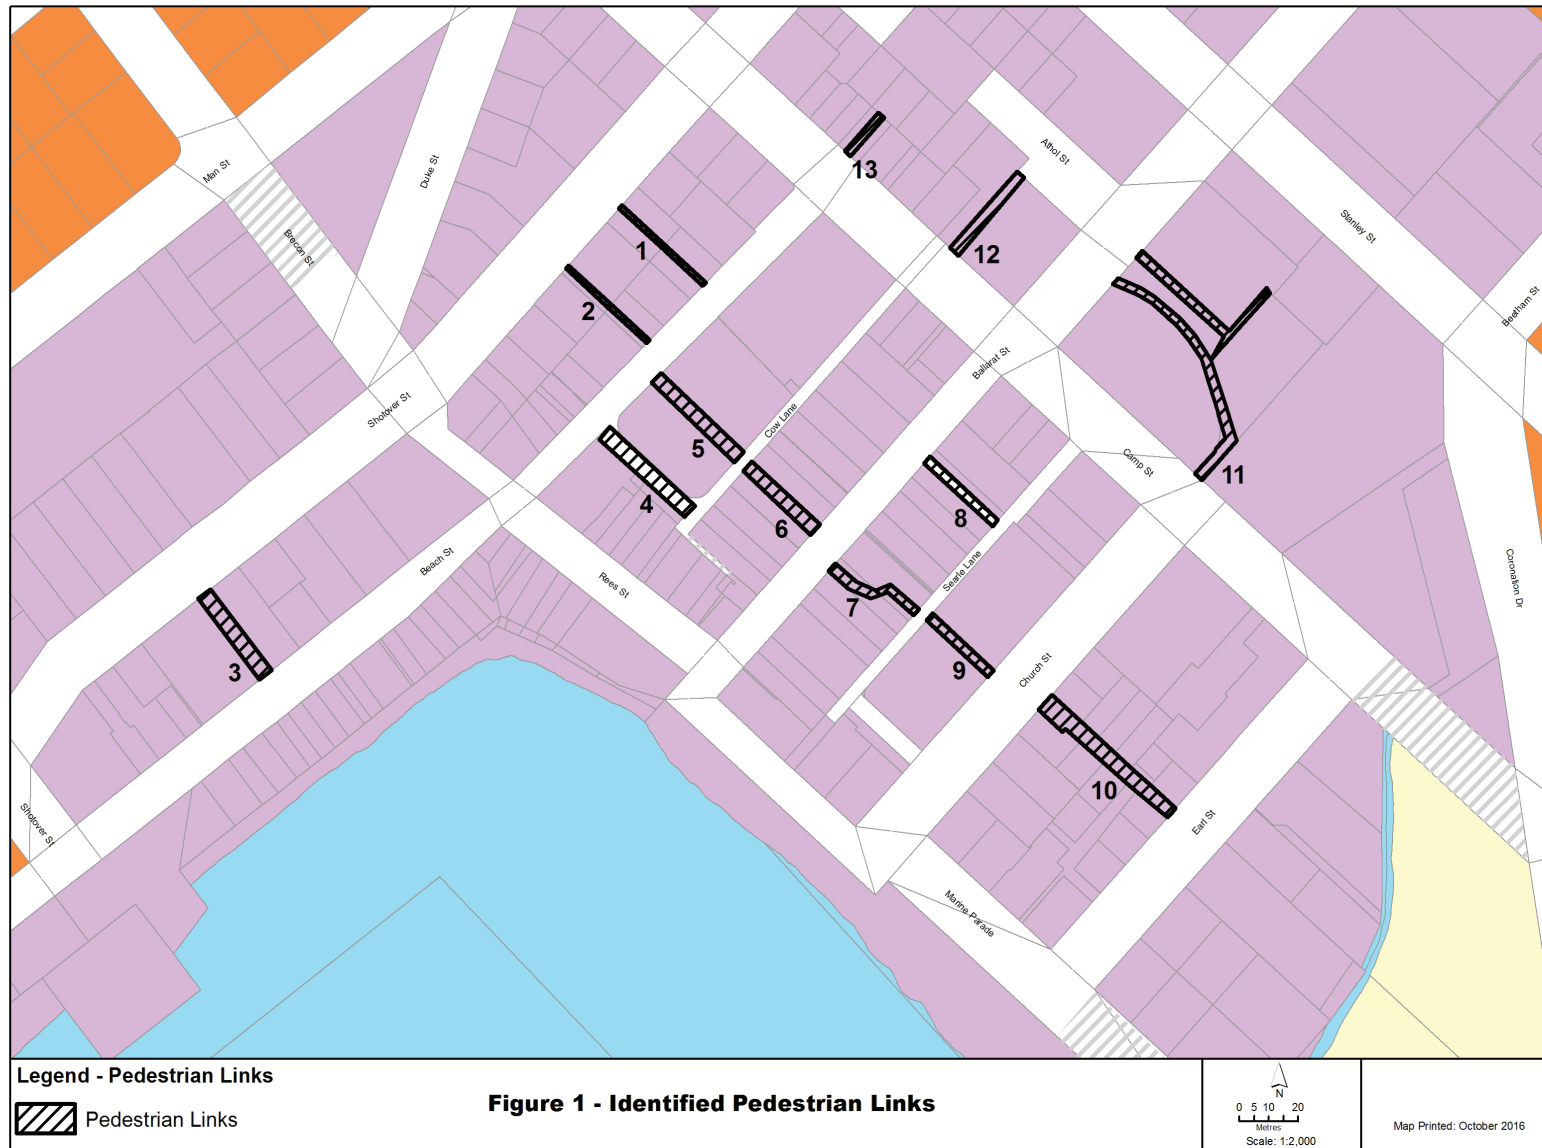 13
Athol St
Man St
Duke St
Stanley St
1
Brecon St
12
2
Beetham St
Ballarat St
Shotover St
Cow Lane
5
Camp St
11
4
8
6
Beach St
Searle Lane
Rees St
Coronation Dr
7
3
9
Church St
10
Shotover St
Earl St
Marine Parade
Legend - Pedestrian Links
Pedestrian Links
Figure 1 - Identified Pedestrian Links
N
0 5 10 20
Metres
Scale: 1:2,000
Map Printed: October 2016